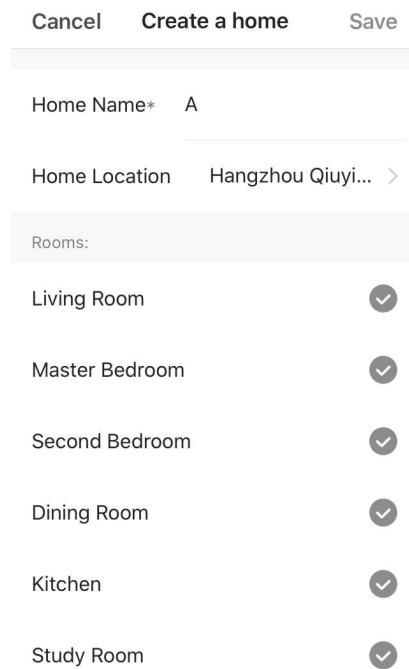 Cancel Create a home Save
Home Name* A
Home Location Hangzhou Qiuyi...
Rooms:
Living Room
Master Bedroom
Second Bedroom
Dining Room
Kitchen
Study Room